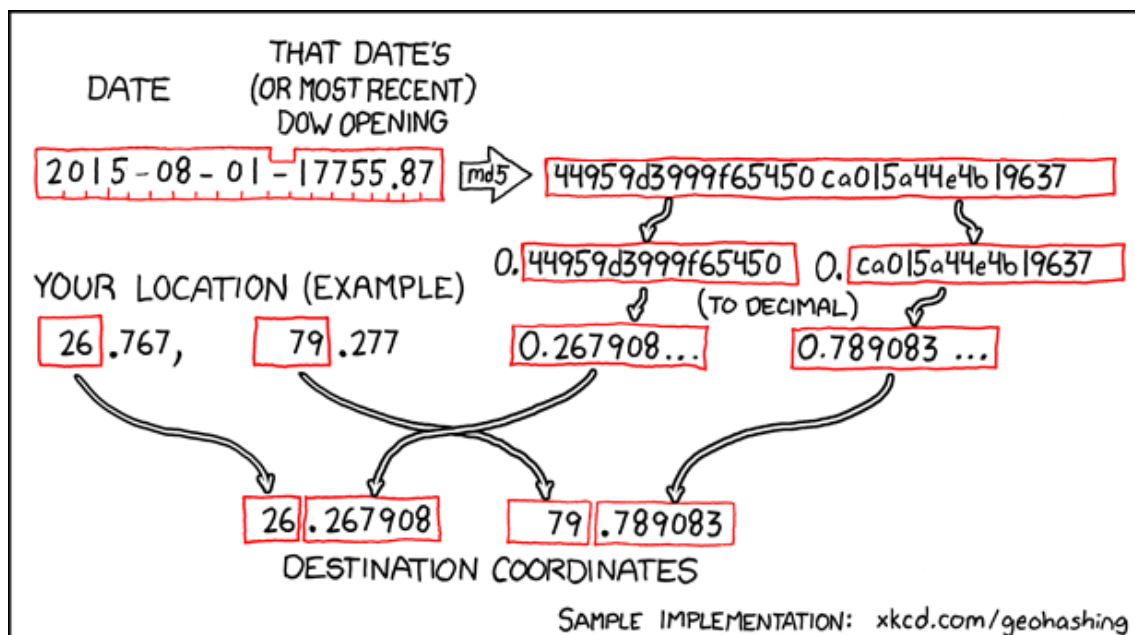 DATE
THAT DATE'S
(OR MOST RECENT)
DOW OPENING
2015-08-01-17755.87
md5
44959d3999f65450ca015a44e4b19637
0.44959d3999f65450
0.ca015a44e4b19637
YOUR LOCATION (EXAMPLE)
(TO DECIMAL)
26.767, 79.277
0.267908...
0.789083 ...
26.267908
79.789083
DESTINATION COORDINATES
SAMPLE IMPLEMENTATION: xkcd.com/geohashing